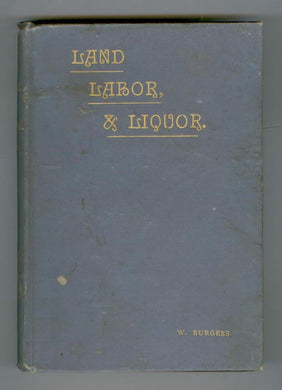 LAND
LABOR,
& LIQUOR.
W. BURGESS